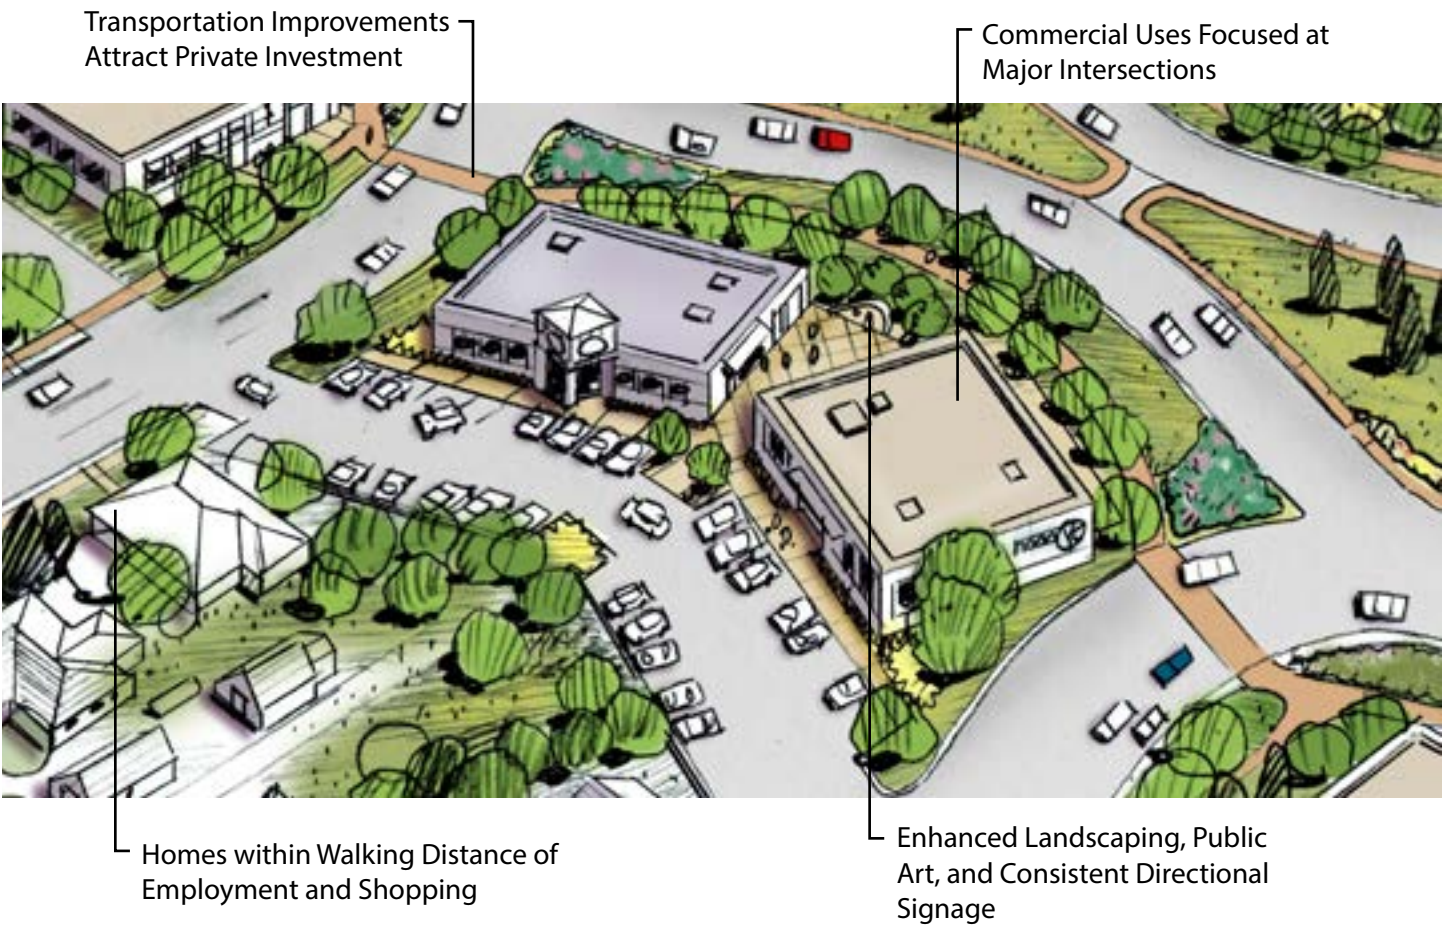 Transportation Improvements
Attract Private Investment
Commercial Uses Focused at
Major Intersections
Homes within Walking Distance of
Employment and Shopping
Enhanced Landscaping, Public
Art, and Consistent Directional
Signage